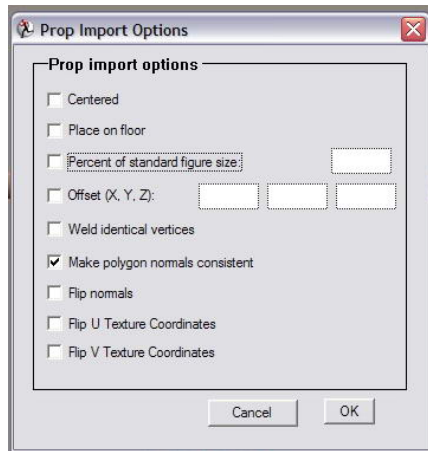 Prop Import Options
Prop import options
Centered
Place on floor
Percent of standard figure size:
Offset (X, Y, Z):
Weld identical vertices
Make polygon normals consistent
Flip normals
Flip U Texture Coordinates
Flip V Texture Coordinates
Cancel OK